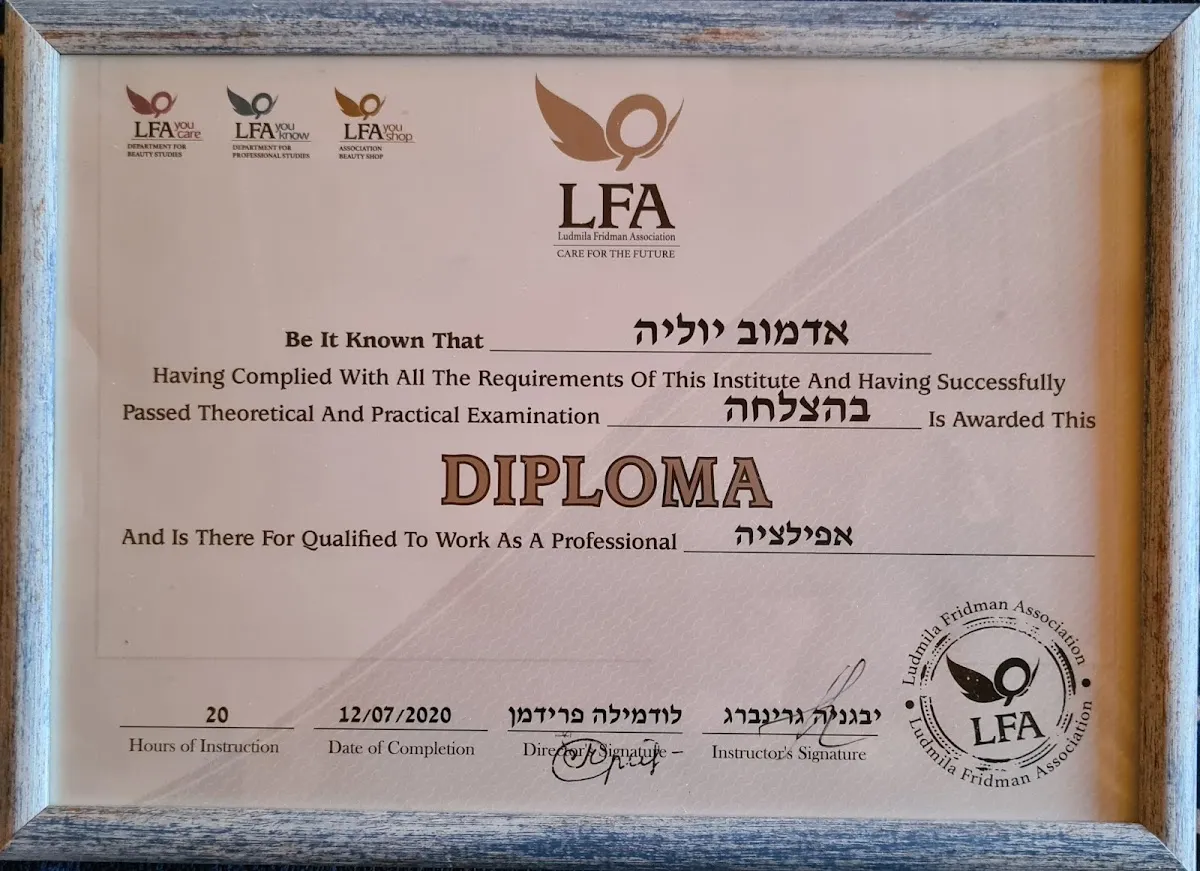 LFA you care
DEPARTMENT FOR
BEAUTY STUDIES
LFA you know
DEPARTMENT FOR
PROFESSIONAL STUDIES
LFA you shop
ASSOCIATION
BEAUTY SHOP
LFA
Ludmila Fridman Association
CARE FOR THE FUTURE
Be It Known That אדמוב יוליה
Having Complied With All The Requirements Of This Institute And Having Successfully
Passed Theoretical And Practical Examination בהצלחה Is Awarded This
DIPLOMA
And Is There For Qualified To Work As A Professional אפילציה
20 12/07/2020 לודמילה פרידמן יבגניה גרינברג
Hours of Instruction Date of Completion Director's Signature Instructor's Signature
Ludmila Fridman Association
LFA
Ludmila Fridman Association